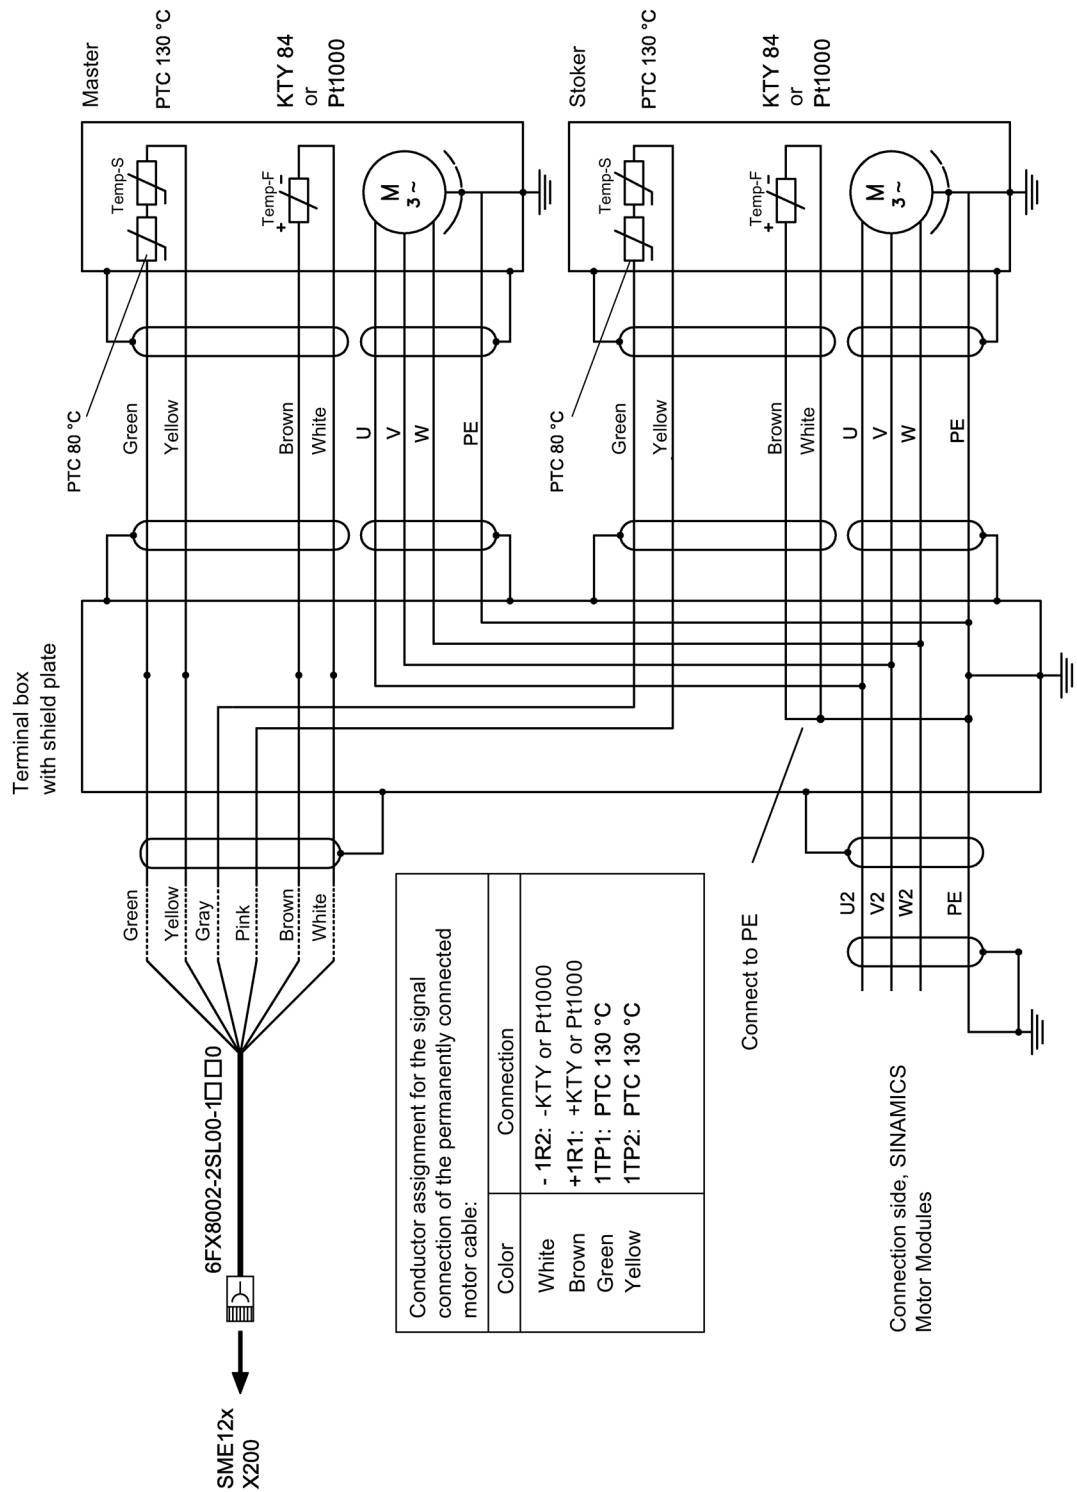 Master
PTC 130 °C
KTY 84
or
Pt1000
Stoker
PTC 130 °C
KTY 84
or
Pt1000
Temp-S
Temp-F
+
-
M
3 ~
Temp-S
Temp-F
+
-
M
3 ~
PTC 80 °C
Green
Yellow
Brown
White
U
V
W
PE
PTC 80 °C
Green
Yellow
Brown
White
U
V
W
PE
Terminal box
with shield plate
Green
Yellow
Gray
Pink
Brown
White
U2
V2
W2
PE
Connect to PE
6FX8002-2SL00-1□ □0
Conductor assignment for the signal
connection of the permanently connected
motor cable:
Color Connection
White - 1R2: -KTY or Pt1000
Brown +1R1: +KTY or Pt1000
Green 1TP1: PTC 130 °C
Yellow 1TP2: PTC 130 °C
Connection side, SINAMICS
Motor Modules
SME12x
X200